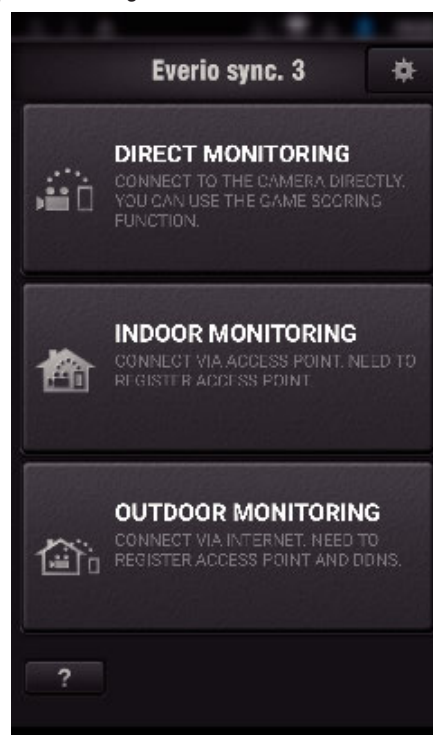 Everio sync. 3
DIRECT MONITORING
CONNECT TO THE CAMERA DIRECTLY.
YOU CAN USE THE GAME SCORING
FUNCTION.
INDOOR MONITORING
CONNECT VIA ACCESS POINT. NEED TO
REGISTER ACCESS POINT.
OUTDOOR MONITORING
CONNECT VIA INTERNET. NEED TO
REGISTER ACCESS POINT AND DDNS.
?